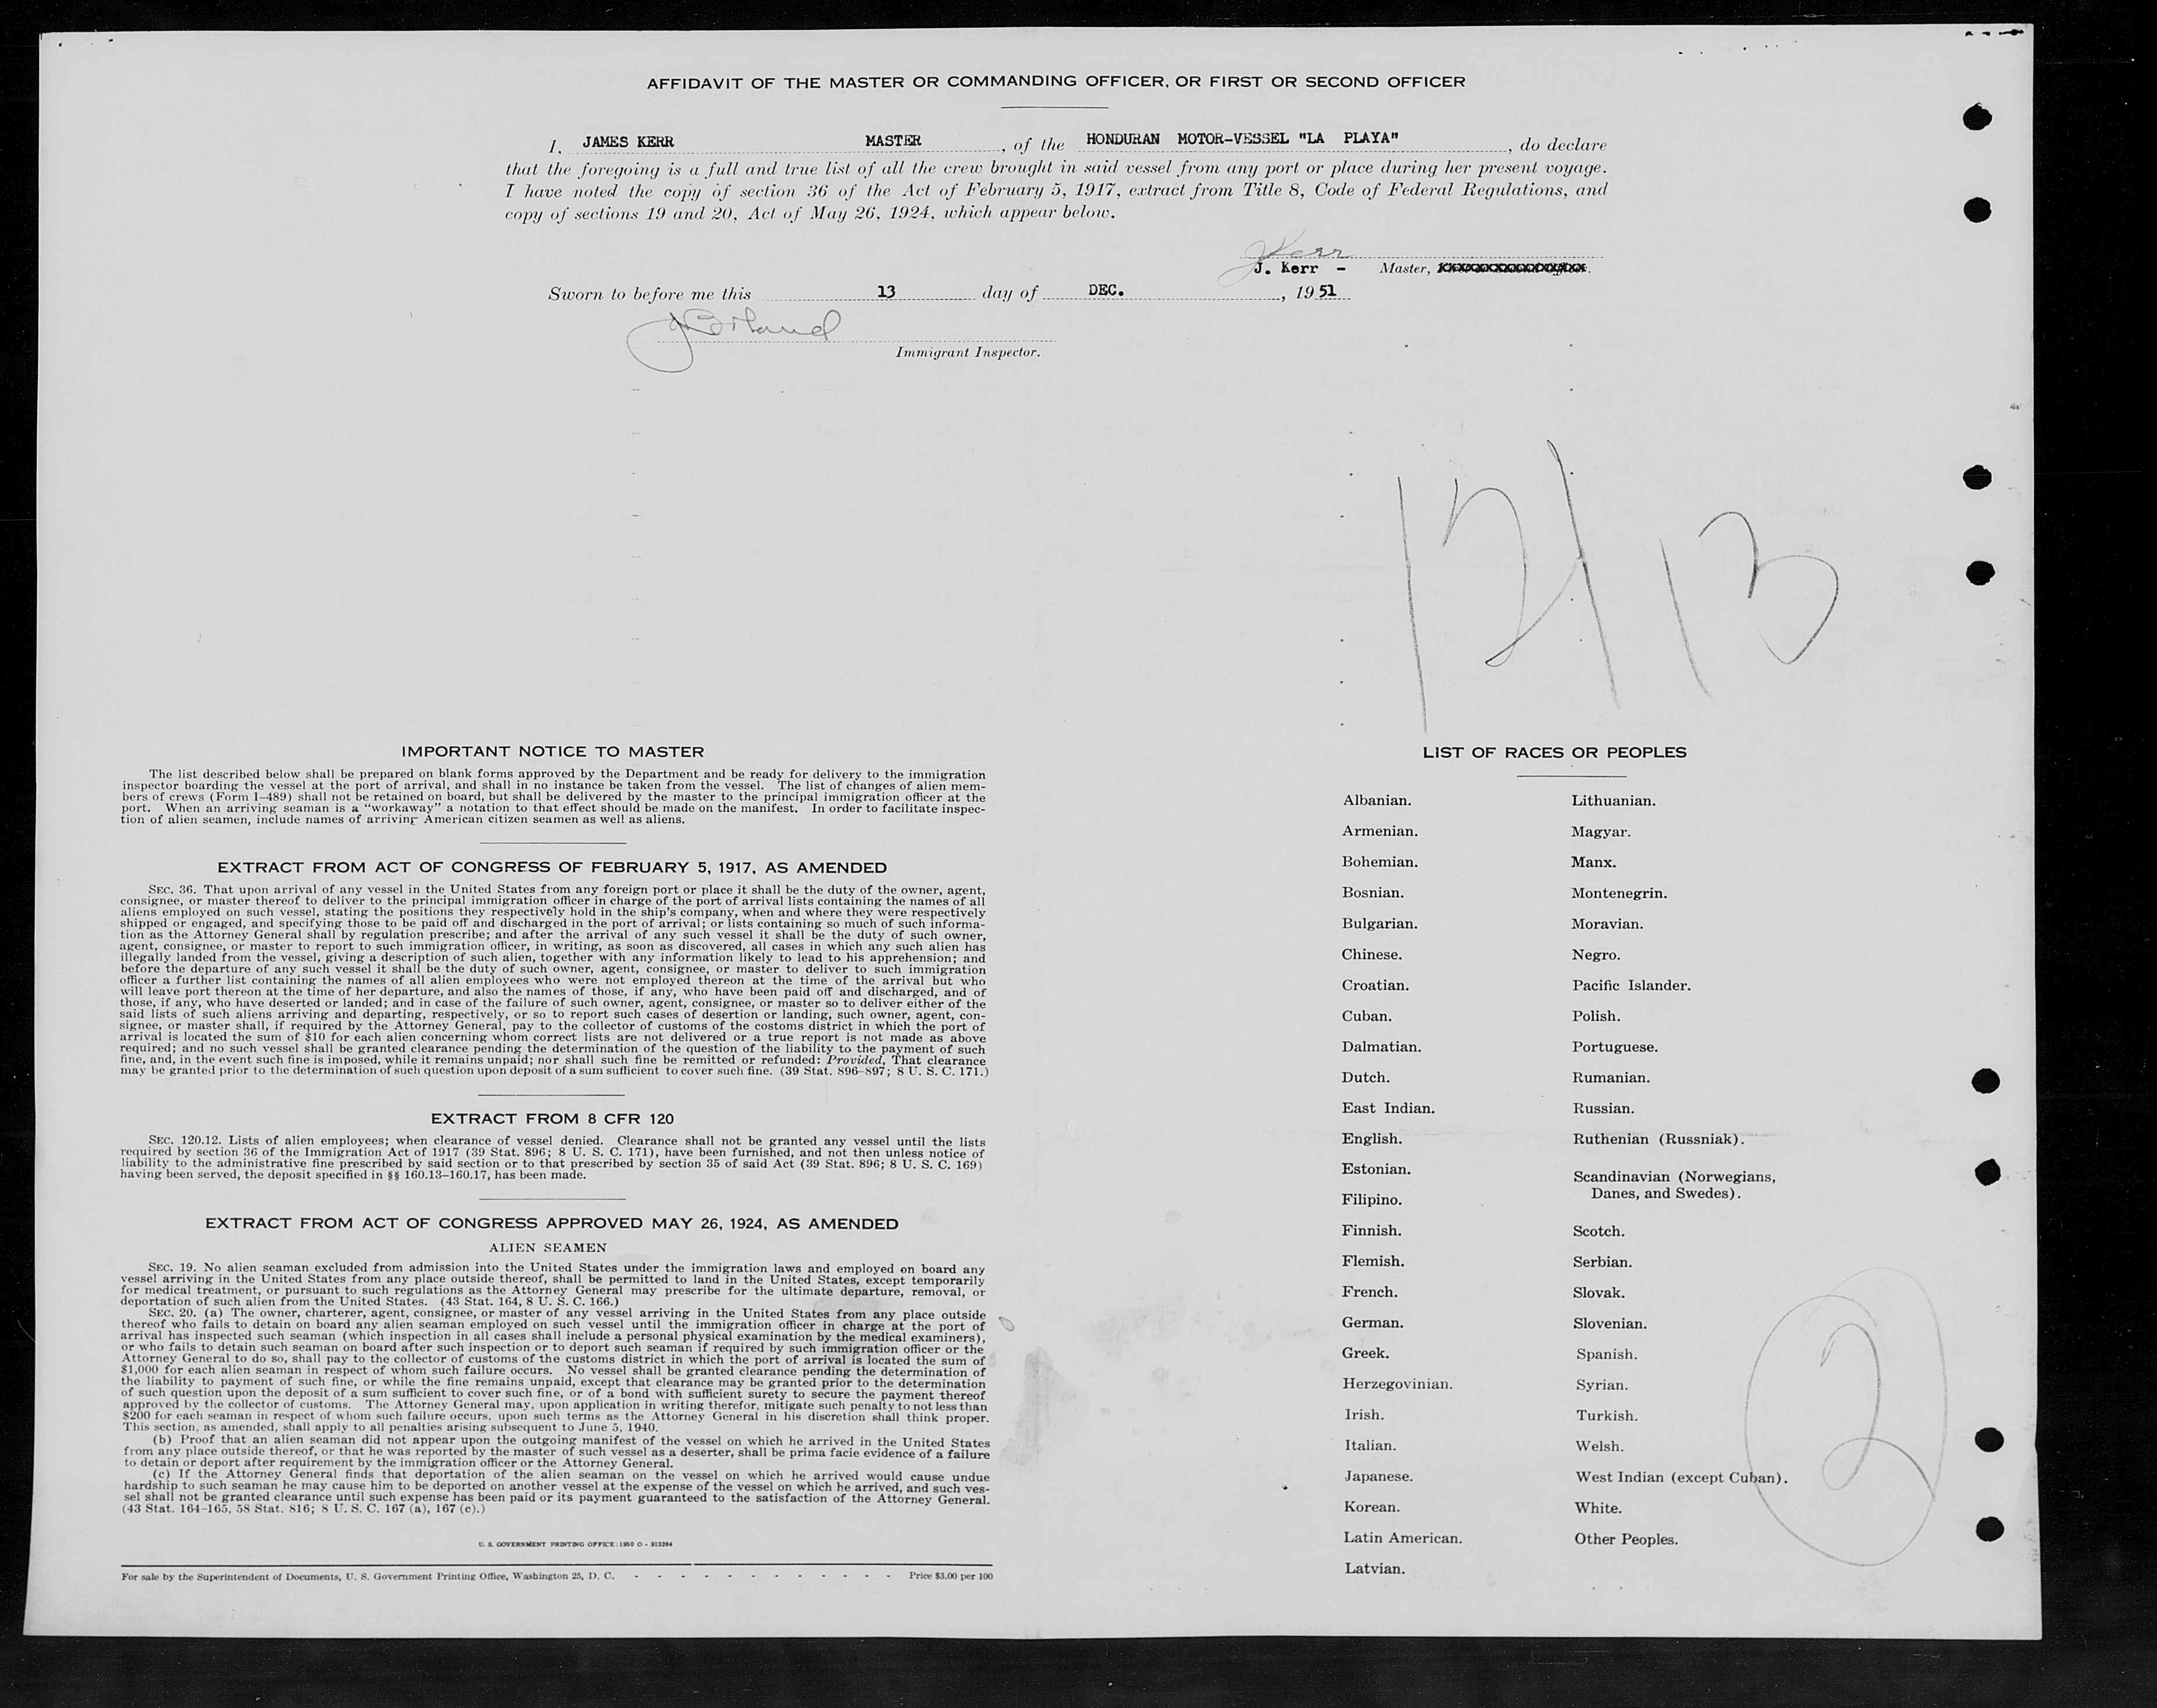 AFFIDAVIT OF THE MASTER OR COMMANDING OFFICER, OR FIRST OR SECOND OFFICER
I, JAMES KERR MASTER, of the HONDURAN MOTOR-VESSEL "LA PLAYA", do declare
that the foregoing is a full and true list of all the crew brought in said vessel from any port or place during her present voyage.
I have noted the copy of section 36 of the Act of February 5, 1917, extract from Title 8, Code of Federal Regulations, and
copy of sections 19 and 20, Act of May 26, 1924, which appear below.
J Kerr
J. Kerr - Master,
Sworn to before me this 13 day of DEC., 1951
Immigrant Inspector.
12/13
IMPORTANT NOTICE TO MASTER
The list described below shall be prepared on blank forms approved by the Department and be ready for delivery to the immigration
inspector boarding the vessel at the port of arrival, and shall in no instance be taken from the vessel. The list of changes of alien mem-
bers of crews (Form I-489) shall not be retained on board, but shall be delivered by the master to the principal immigration officer at the
port. When an arriving seaman is a "workaway" a notation to that effect should be made on the manifest. In order to facilitate inspec-
tion of alien seamen, include names of arriving American citizen seamen as well as aliens.
EXTRACT FROM ACT OF CONGRESS OF FEBRUARY 5, 1917, AS AMENDED
SEC. 36. That upon arrival of any vessel in the United States from any foreign port or place it shall be the duty of the owner, agent,
consignee, or master thereof to deliver to the principal immigration officer in charge of the port of arrival lists containing the names of all
aliens employed on such vessel, stating the positions they respectively hold in the ship's company, when and where they were respectively
shipped or engaged, and specifying those to be paid off and discharged in the port of arrival; or lists containing so much of such informa-
tion as the Attorney General shall by regulation prescribe; and after the arrival of any such vessel it shall be the duty of such owner,
agent, consignee, or master to report to such immigration officer, in writing, as soon as discovered, all cases in which any such alien has
illegally landed from the vessel, giving a description of such alien, together with any information likely to lead to his apprehension; and
before the departure of any such vessel it shall be the duty of such owner, agent, consignee, or master to deliver to such immigration
officer a further list containing the names of all alien employees who were not employed thereon at the time of the arrival but who
will leave port thereon at the time of her departure, and also the names of those, if any, who have been paid off and discharged, and of
those, if any, who have deserted or landed; and in case of the failure of such owner, agent, consignee, or master so to deliver either of the
said lists of such aliens arriving and departing, respectively, or so to report such cases of desertion or landing, such owner, agent, con-
signee, or master shall, if required by the Attorney General, pay to the collector of customs of the costoms district in which the port of
arrival is located the sum of $10 for each alien concerning whom correct lists are not delivered or a true report is not made as above
required; and no such vessel shall be granted clearance pending the determination of the question of the liability to the payment of such
fine, and, in the event such fine is imposed, while it remains unpaid; nor shall such fine be remitted or refunded: Provided, That clearance
may be granted prior to the determination of such question upon deposit of a sum sufficient to cover such fine. (39 Stat. 896-897; 8 U. S. C. 171.)
EXTRACT FROM 8 CFR 120
SEC. 120.12. Lists of alien employees; when clearance of vessel denied. Clearance shall not be granted any vessel until the lists
required by section 36 of the Immigration Act of 1917 (39 Stat. 896; 8 U. S. C. 171), have been furnished, and not then unless notice of
liability to the administrative fine prescribed by said section or to that prescribed by section 35 of said Act (39 Stat. 896; 8 U. S. C. 169)
having been served, the deposit specified in §§ 160.13-160.17, has been made.
EXTRACT FROM ACT OF CONGRESS APPROVED MAY 26, 1924, AS AMENDED
ALIEN SEAMEN
SEC. 19. No alien seaman excluded from admission into the United States under the immigration laws and employed on board any
vessel arriving in the United States from any place outside thereof, shall be permitted to land in the United States, except temporarily
for medical treatment, or pursuant to such regulations as the Attorney General may prescribe for the ultimate departure, removal, or
deportation of such alien from the United States. (43 Stat. 164, 8 U. S. C. 166.)
SEC. 20. (a) The owner, charterer, agent, consignee, or master of any vessel arriving in the United States from any place outside
thereof who fails to detain on board any alien seaman employed on such vessel until the immigration officer in charge at the port of
arrival has inspected such seaman (which inspection in all cases shall include a personal physical examination by the medical examiners),
or who fails to detain such seaman on board after such inspection or to deport such seaman if required by such immigration officer or the
Attorney General to do so, shall pay to the collector of customs of the customs district in which the port of arrival is located the sum of
$1,000 for each alien seaman in respect of whom such failure occurs. No vessel shall be granted clearance pending the determination of
the liability to payment of such fine, or while the fine remains unpaid, except that clearance may be granted prior to the determination
of such question upon the deposit of a sum sufficient to cover such fine, or of a bond with sufficient surety to secure the payment thereof
approved by the collector of customs. The Attorney General may, upon application in writing therefor, mitigate such penalty to not less than
$200 for each seaman in respect of whom such failure occurs, upon such terms as the Attorney General in his discretion shall think proper.
This section, as amended, shall apply to all penalties arising subsequent to June 5, 1940.
(b) Proof that an alien seaman did not appear upon the outgoing manifest of the vessel on which he arrived in the United States
from any place outside thereof, or that he was reported by the master of such vessel as a deserter, shall be prima facie evidence of a failure
to detain or deport after requirement by the immigration officer or the Attorney General.
(c) If the Attorney General finds that deportation of the alien seaman on the vessel on which he arrived would cause undue
hardship to such seaman he may cause him to be deported on another vessel at the expense of the vessel on which he arrived, and such ves-
sel shall not be granted clearance until such expense has been paid or its payment guaranteed to the satisfaction of the Attorney General.
(43 Stat. 164-165, 58 Stat. 816; 8 U. S. C. 167 (a), 167 (c).)
U. S. GOVERNMENT PRINTING OFFICE: 1950 O - 913264
For sale by the Superintendent of Documents, U. S. Government Printing Office, Washington 25, D. C. - - - - - - - - - - - - Price $3.00 per 100
LIST OF RACES OR PEOPLES
Albanian.
Armenian.
Bohemian.
Bosnian.
Bulgarian.
Chinese.
Croatian.
Cuban.
Dalmatian.
Dutch.
East Indian.
English.
Estonian.
Filipino.
Finnish.
Flemish.
French.
German.
Greek.
Herzegovinian.
Irish.
Italian.
Japanese.
Korean.
Latin American.
Latvian.
Lithuanian.
Magyar.
Manx.
Montenegrin.
Moravian.
Negro.
Pacific Islander.
Polish.
Portuguese.
Rumanian.
Russian.
Ruthenian (Russniak).
Scandinavian (Norwegians,
Danes, and Swedes).
Scotch.
Serbian.
Slovak.
Slovenian.
Spanish.
Syrian.
Turkish.
Welsh.
West Indian (except Cuban).
White.
Other Peoples.
2